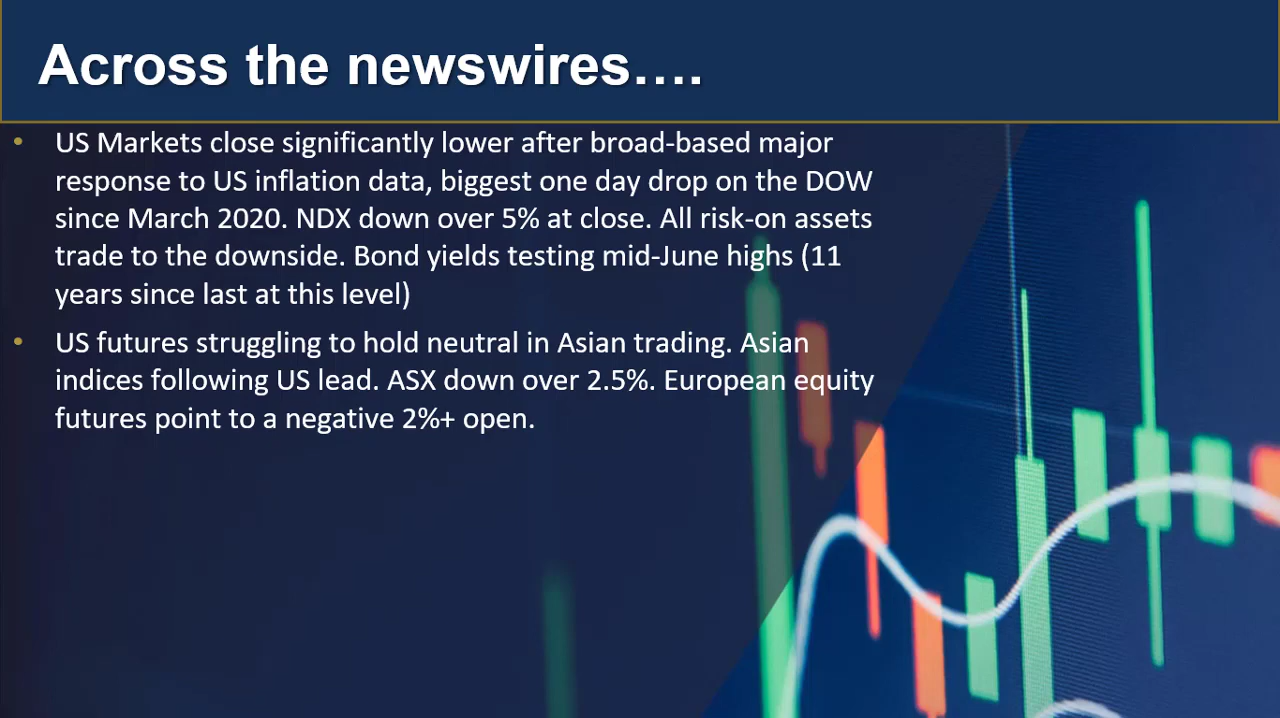 Across the newswires….
• US Markets close significantly lower after broad-based major
response to US inflation data, biggest one day drop on the DOW
since March 2020. NDX down over 5% at close. All risk-on assets
trade to the downside. Bond yields testing mid-June highs (11
years since last at this level)
• US futures struggling to hold neutral in Asian trading. Asian
indices following US lead. ASX down over 2.5%. European equity
futures point to a negative 2%+ open.